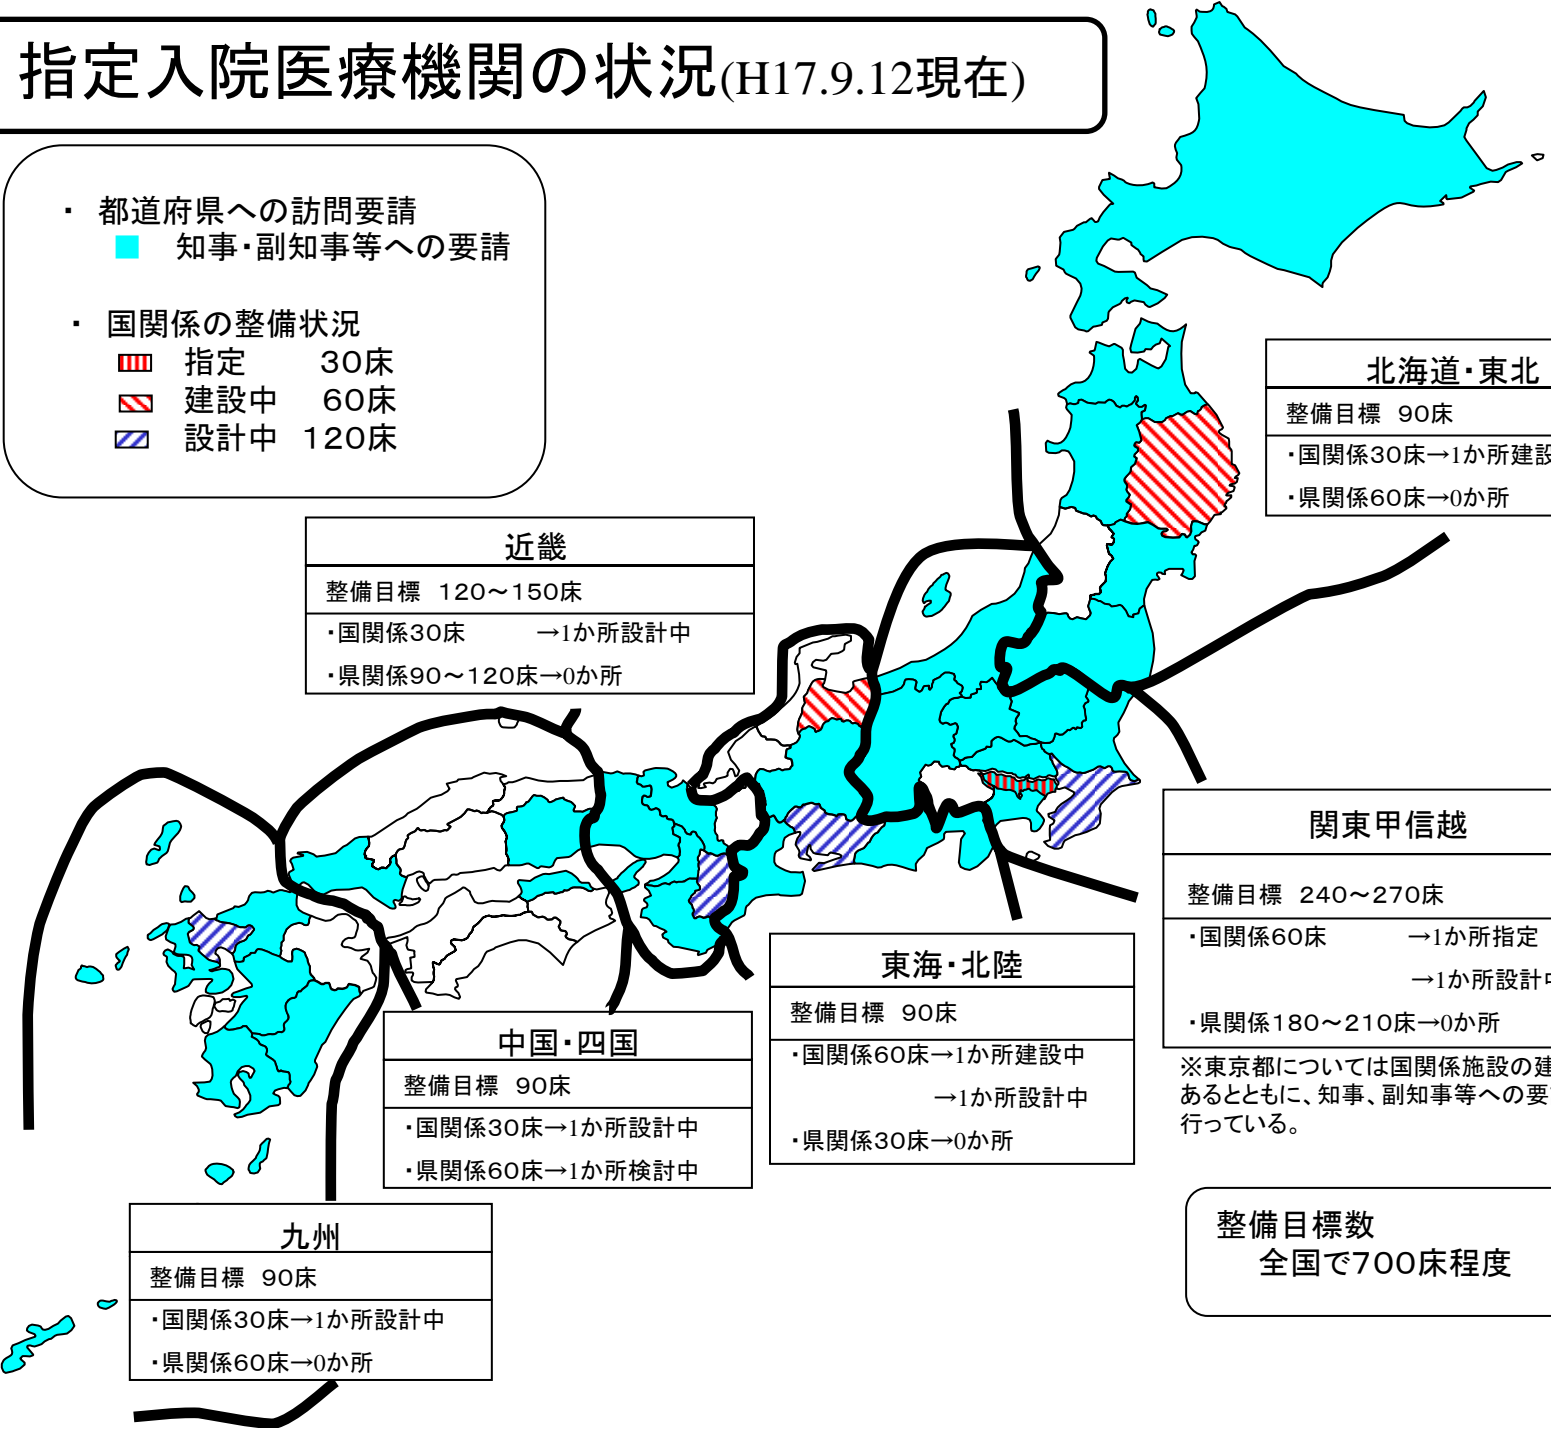 指定入院医療機関の状況(H17.9.12現在)
・ 都道府県への訪問要請
知事・副知事等への要請
・ 国関係の整備状況
指定 30床
建設中 60床
設計中 120床
北海道・東北
整備目標 90床
・国関係30床→1か所建設
・県関係60床→0か所
近畿
整備目標 120～150床
・国関係30床 →1か所設計中
・県関係90～120床→0か所
関東甲信越
整備目標 240～270床
・国関係60床 →1か所指定
→1か所設計中
・県関係180～210床→0か所
※東京都については国関係施設の建
あるとともに、知事、副知事等への要
行っている。
東海・北陸
整備目標 90床
・国関係60床→1か所建設中
→1か所設計中
・県関係30床→0か所
中国・四国
整備目標 90床
・国関係30床→1か所設計中
・県関係60床→1か所検討中
九州
整備目標 90床
・国関係30床→1か所設計中
・県関係60床→0か所
整備目標数
全国で700床程度